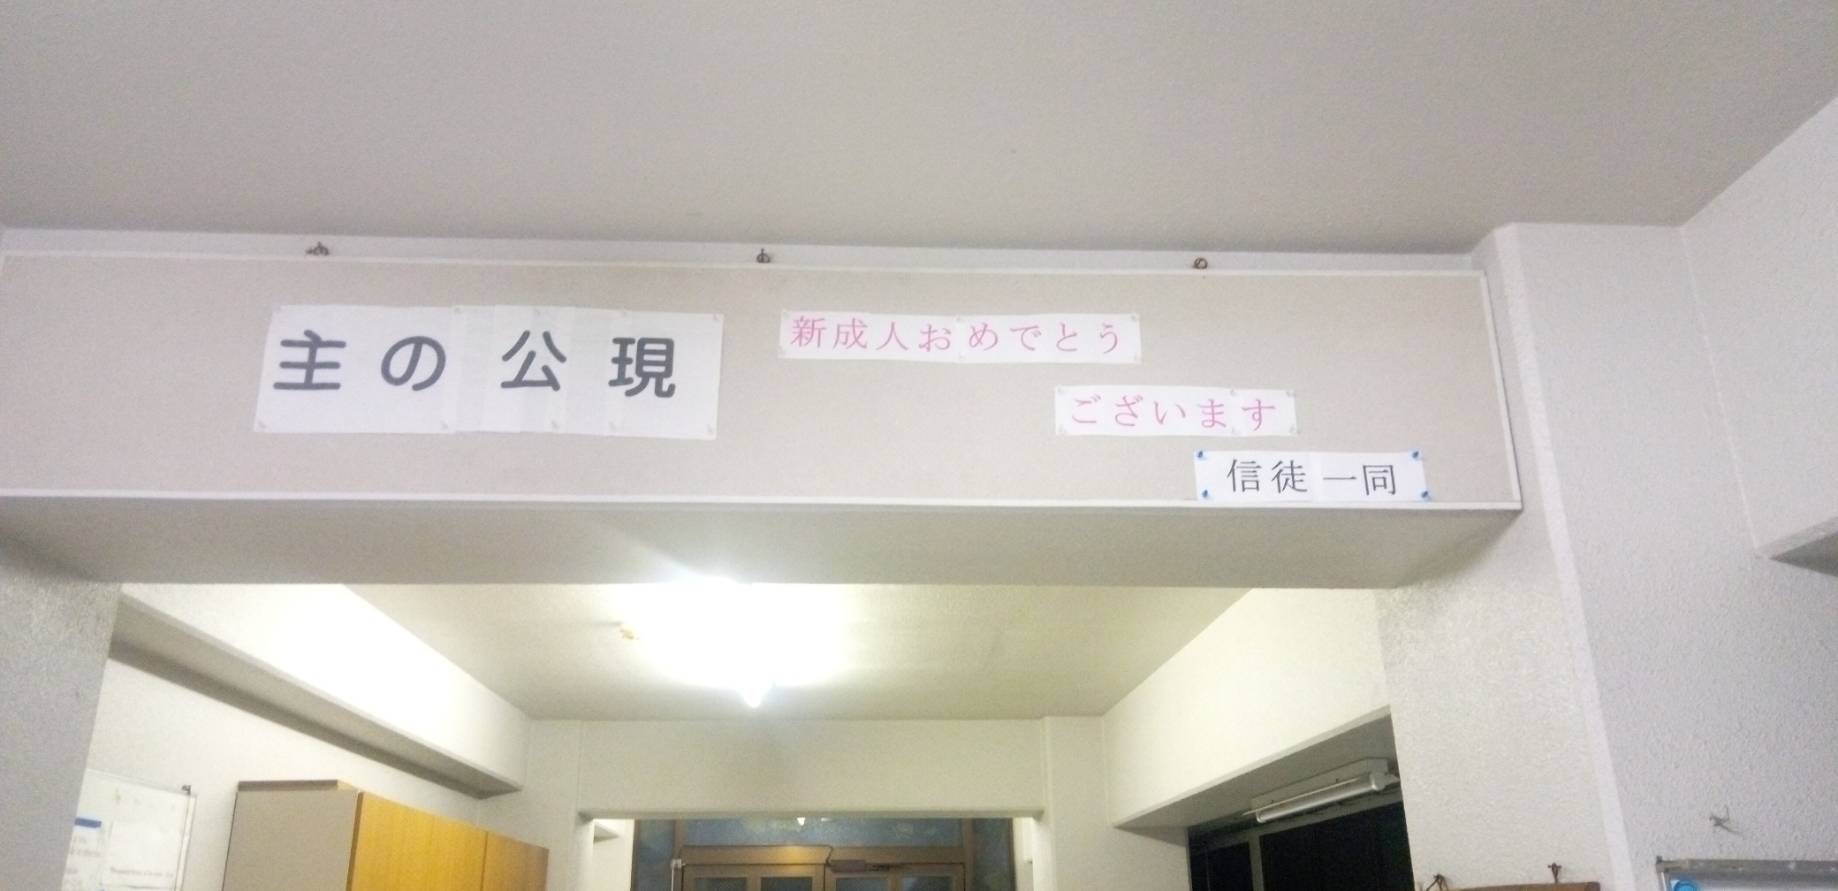 主の公現
新成人おめでとう
ございます
信徒一同